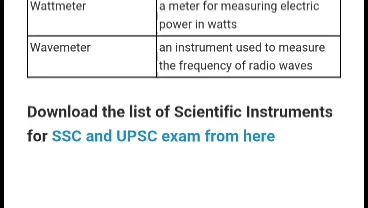 Wattmeter a meter for measuring electric
power in watts
Wavemeter an instrument used to measure
the frequency of radio waves
Download the list of Scientific Instruments
for SSC and UPSC exam from here